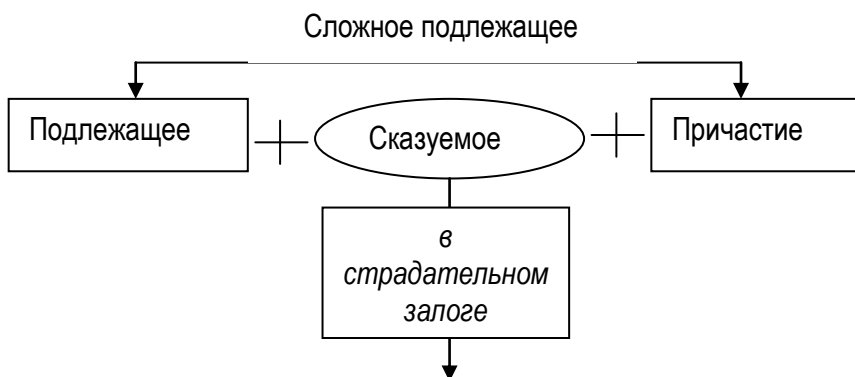 Сложное подлежащее
Подлежащее
Сказуемое
Причастие
в
страдательном
залоге